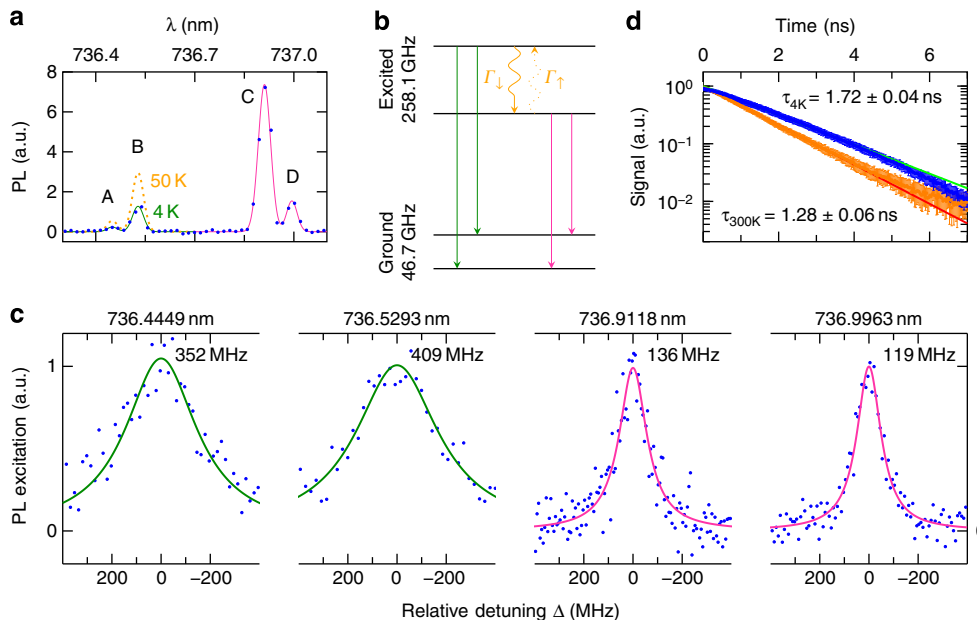 a
λ (nm)
736.4 736.7 737.0
PL (a.u.)
8
6
4
2
0
A
B
C
D
50 K
4 K
b
Excited
258.1 GHz
Γ↓
Γ↑
Ground
46.7 GHz
d
Time (ns)
0 2 4 6
Signal (a.u.)
10⁰
10⁻¹
10⁻²
τ4K = 1.72 ± 0.04 ns
τ300K = 1.28 ± 0.06 ns
c
736.4449 nm
736.5293 nm
736.9118 nm
736.9963 nm
352 MHz
409 MHz
136 MHz
119 MHz
PL excitation (a.u.)
1
0
200 0 −200
200 0 −200
200 0 −200
200 0 −200
Relative detuning Δ (MHz)